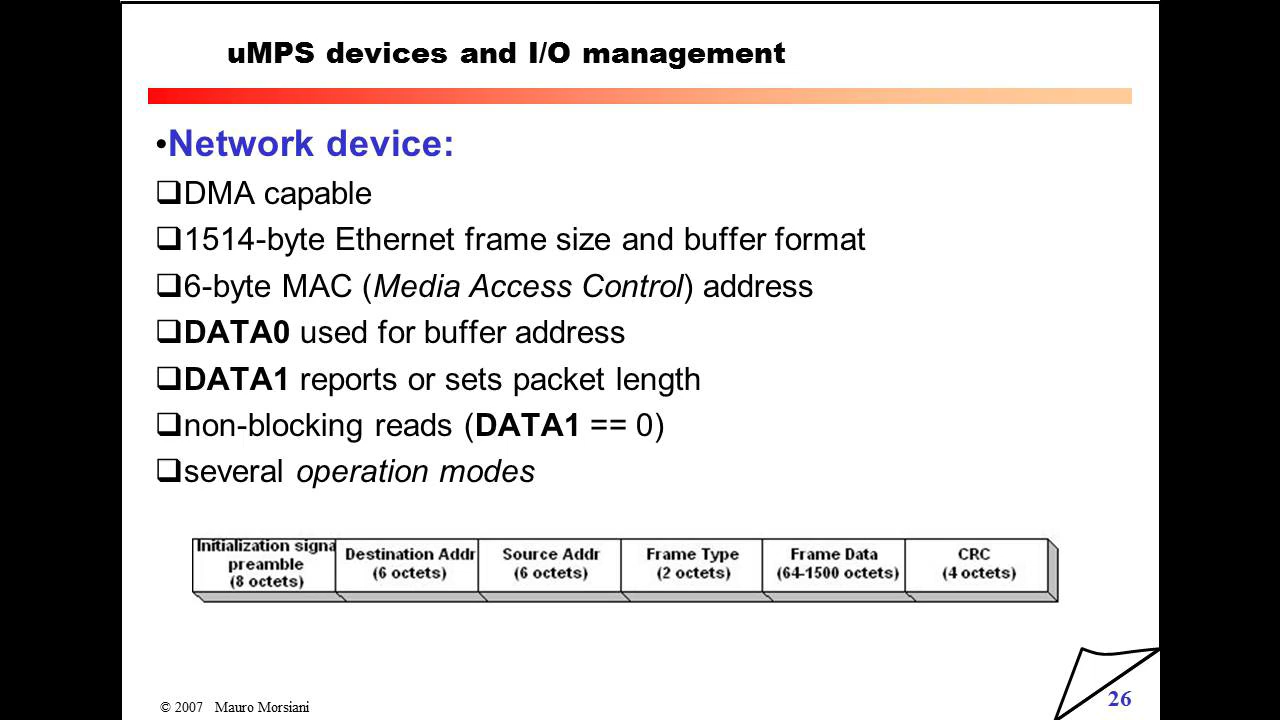 uMPS devices and I/O management
•Network device:
❑DMA capable
❑1514-byte Ethernet frame size and buffer format
❑6-byte MAC (Media Access Control) address
❑DATA0 used for buffer address
❑DATA1 reports or sets packet length
❑non-blocking reads (DATA1 == 0)
❑several operation modes
Initialization signa
preamble
(8 octets)
Destination Addr
(6 octets)
Source Addr
(6 octets)
Frame Type
(2 octets)
Frame Data
(64-1500 octets)
CRC
(4 octets)
© 2007 Mauro Morsiani
26